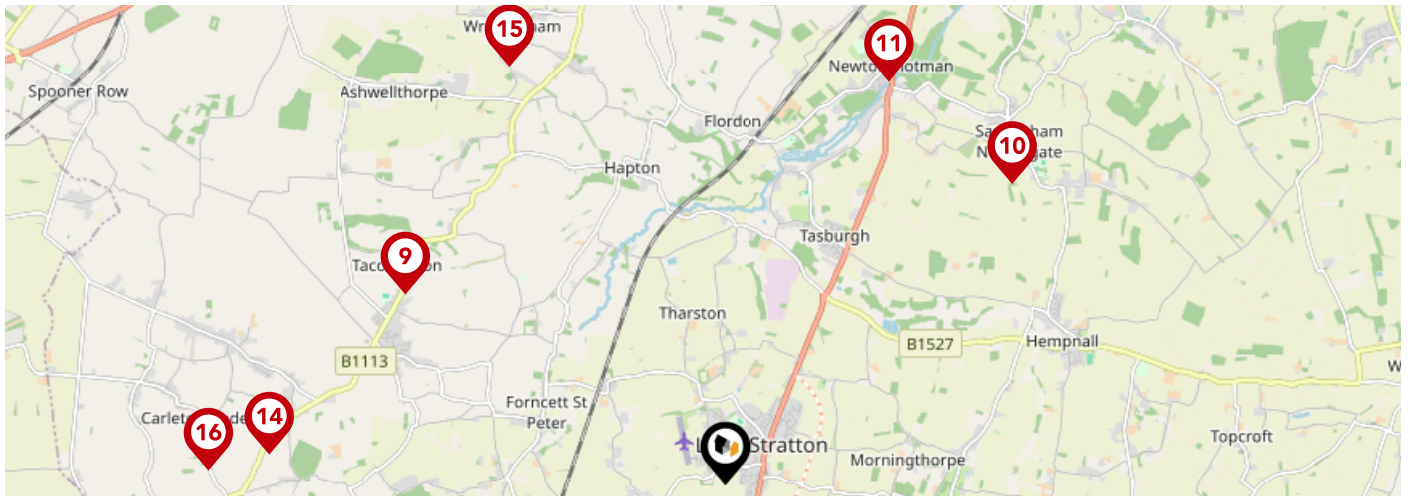 15
11
Spooner Row
Ashwellthorpe
Flordon
10
Hapton
Tasburgh
9
Tharston
B1527
Hempnall
B1113
Forncett St
Peter
14
16
Stratton
Topcroft
Morningthorpe